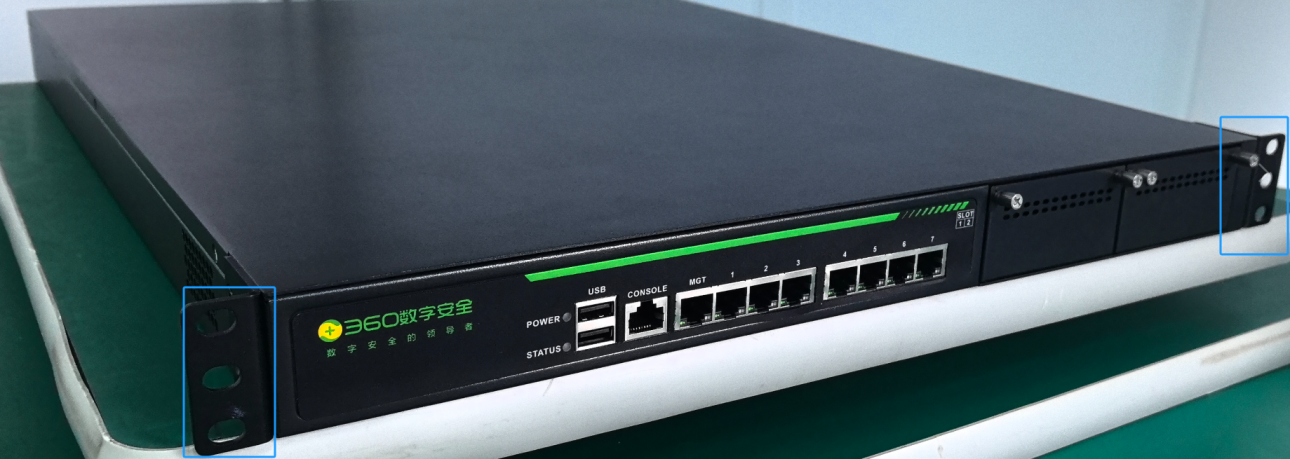 360数字安全
数字安全的领导者
POWER
STATUS
USB
CONSOLE
MGT
1
2
3
4
5
6
7
SLOT
1 2